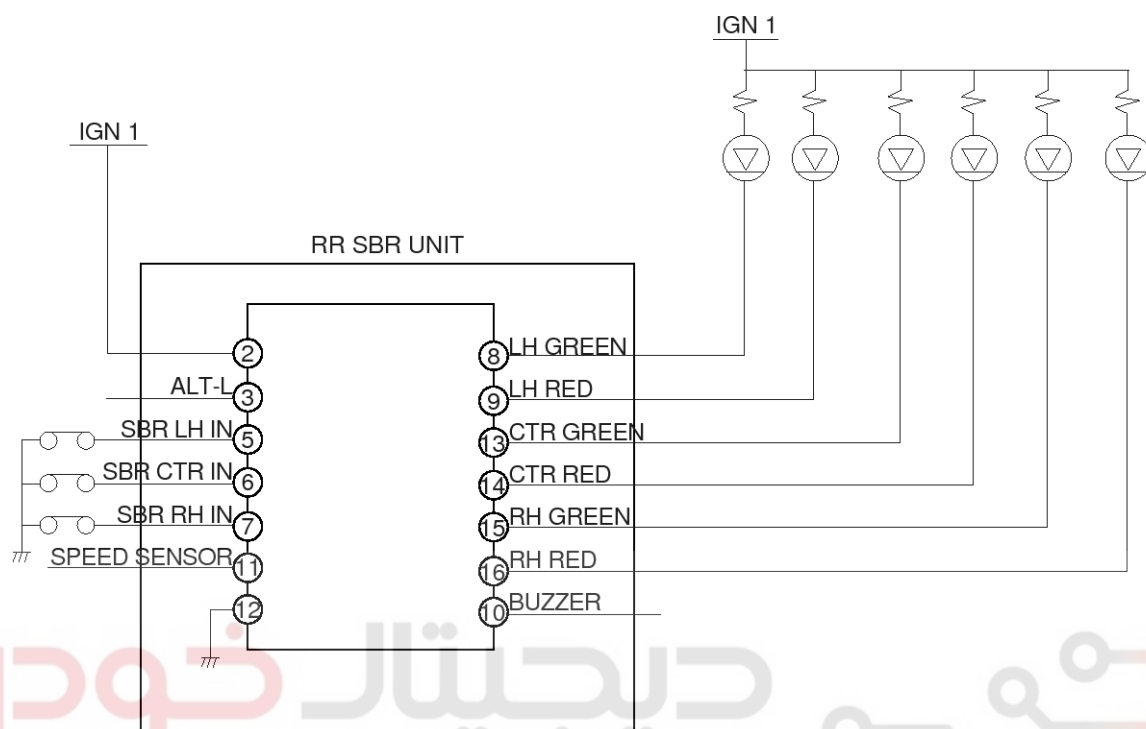 IGN 1
IGN 1
RR SBR UNIT
2
ALT-L 3
SBR LH IN 5
SBR CTR IN 6
SBR RH IN 7
SPEED SENSOR 11
12
8 LH GREEN
9 LH RED
13 CTR GREEN
14 CTR RED
15 RH GREEN
16 RH RED
10 BUZZER
دیجیتال خودرو